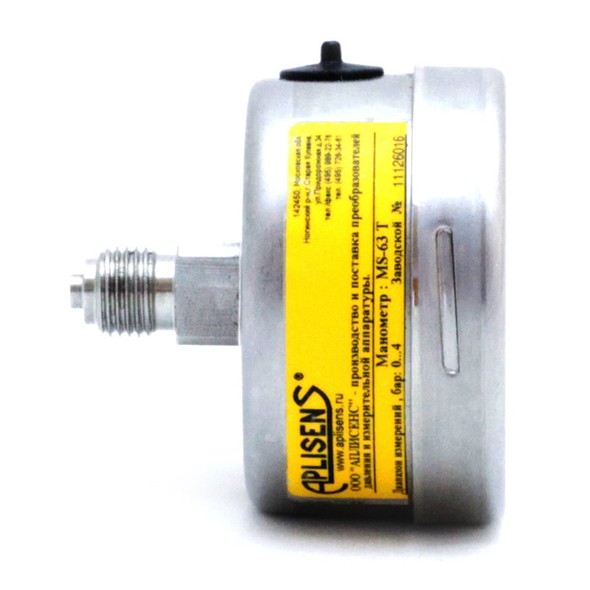 APLISENS®
www.aplisens.ru
142450, Московская обл.
Ногинский р-н,г. Старая Купавна,
ул.Придорожная д.34
тел./факс (495) 989-22-76
тел. (495) 726-34-61
ООО "АПЛИСЕНС" - производство и поставка преобразователей
давления и измерительной аппаратуры.
Манометр : MS-63 T
Диапазон измерений , бар: 0...4 Заводской № 11126016